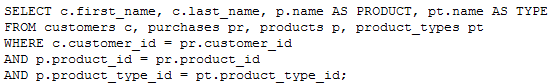 SELECT c.first_name, c.last_name, p.name AS PRODUCT, pt.name AS TYPE
FROM customers c, purchases pr, products p, product_types pt
WHERE c.customer_id = pr.customer_id
AND p.product_id = pr.product_id
AND p.product_type_id = pt.product_type_id;